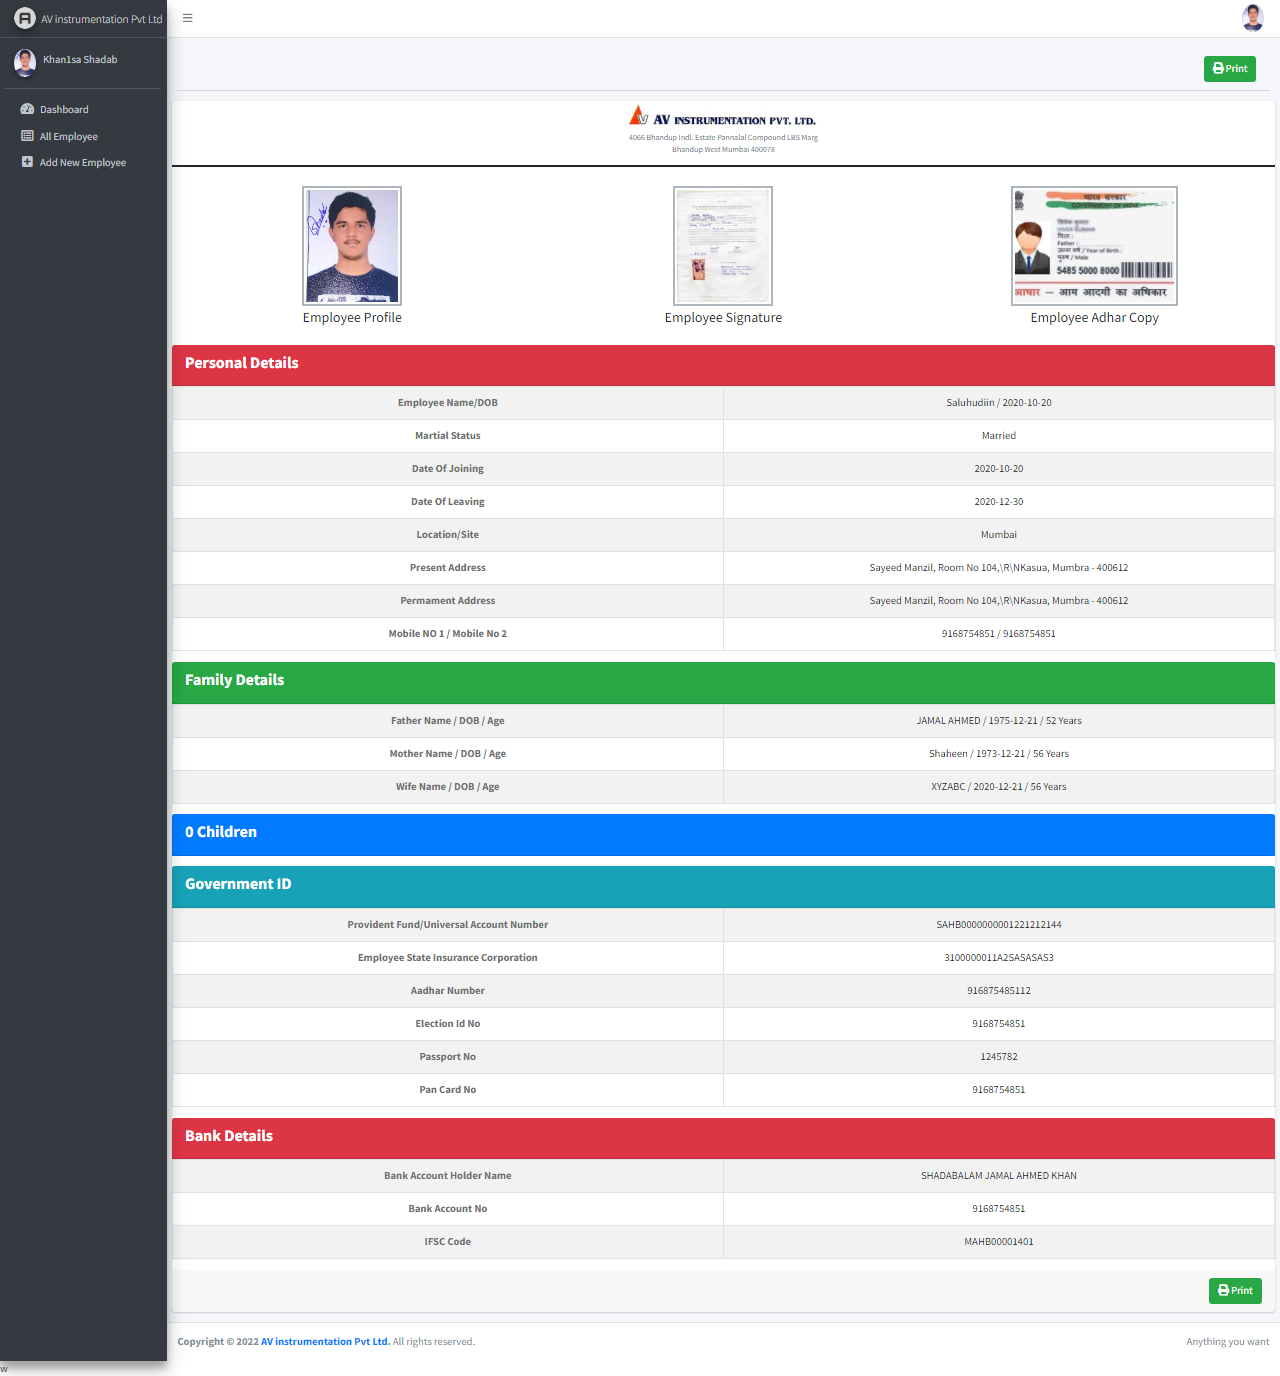 AV instrumentation Pvt Ltd
Khan1sa Shadab
Dashboard
All Employee
Add New Employee
Print
AV INSTRUMENTATION PVT. LTD.
4066 Bhandup Indl. Estate Pannalal Compound LBS Marg
Bhandup West Mumbai 400078
भारत सरकार
GOVERNMENT OF INDIA
पिता :
Father :
जन्म वर्ष / Year of Birth :
पुरुष / Male
5485 5000 8000
आधार – आम आदमी का अधिकार
Employee Profile
Employee Signature
Employee Adhar Copy
Personal Details
Employee Name/DOB Saluhudiin / 2020-10-20
Martial Status Married
Date Of Joining 2020-10-20
Date Of Leaving 2020-12-30
Location/Site Mumbai
Present Address Sayeed Manzil, Room No 104,\R\NKasua, Mumbra - 400612
Permament Address Sayeed Manzil, Room No 104,\R\NKasua, Mumbra - 400612
Mobile NO 1 / Mobile No 2 9168754851 / 9168754851
Family Details
Father Name / DOB / Age JAMAL AHMED / 1975-12-21 / 52 Years
Mother Name / DOB / Age Shaheen / 1973-12-21 / 56 Years
Wife Name / DOB / Age XYZABC / 2020-12-21 / 56 Years
0 Children
Government ID
Provident Fund/Universal Account Number SAHB0000000001221212144
Employee State Insurance Corporation 3100000011A2SASASAS3
Aadhar Number 916875485112
Election Id No 9168754851
Passport No 1245782
Pan Card No 9168754851
Bank Details
Bank Account Holder Name SHADABALAM JAMAL AHMED KHAN
Bank Account No 9168754851
IFSC Code MAHB00001401
Print
Copyright © 2022 AV instrumentation Pvt Ltd. All rights reserved. Anything you want
w